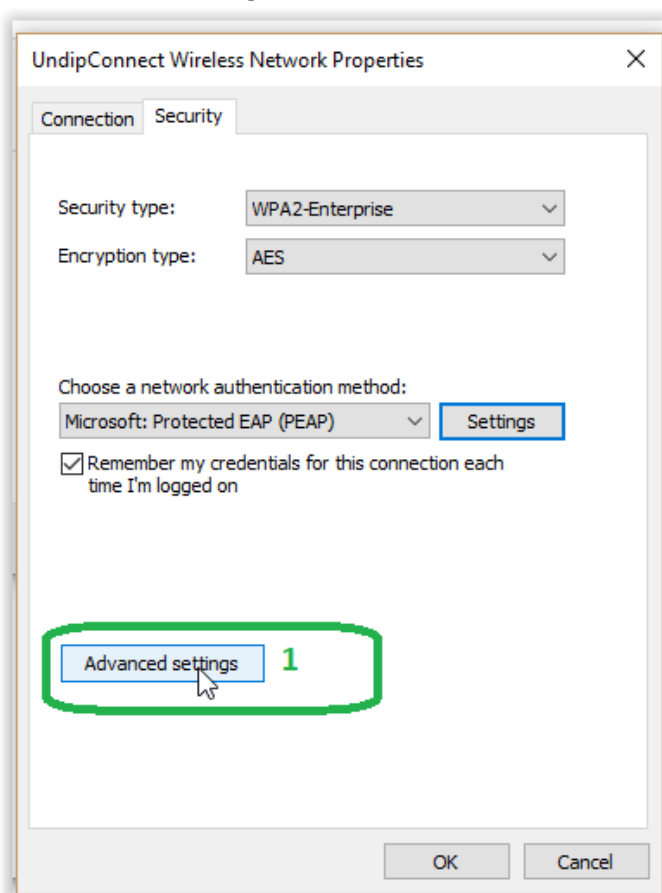 UndipConnect Wireless Network Properties
Connection Security
Security type: WPA2-Enterprise
Encryption type: AES
Choose a network authentication method:
Microsoft: Protected EAP (PEAP) Settings
Remember my credentials for this connection each
time I'm logged on
Advanced settings 1
OK Cancel